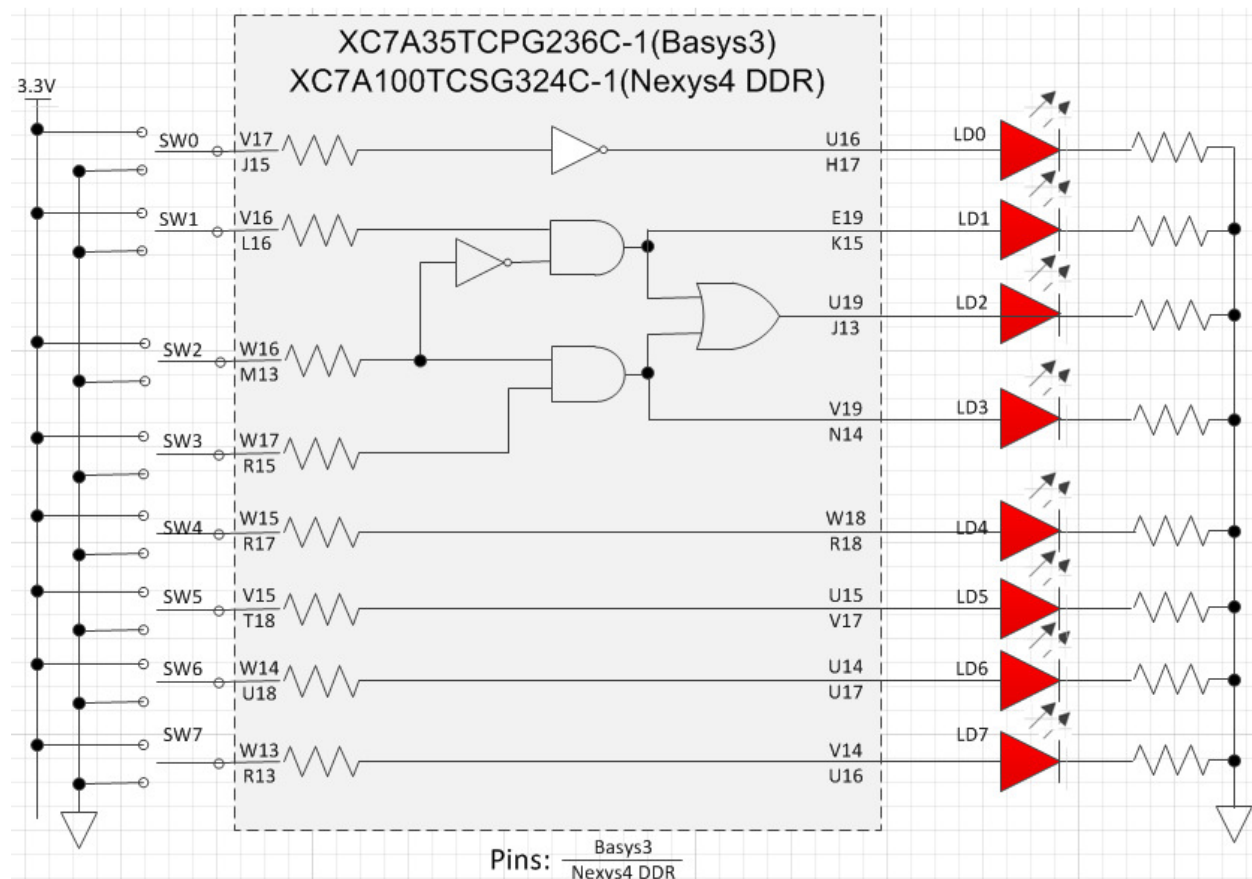 XC7A35TCPG236C-1(Basys3)
XC7A100TCSG324C-1(Nexys4 DDR)
3.3V
SW0
V17
J15
U16
H17
LD0
SW1
V16
L16
E19
K15
LD1
U19
J13
LD2
SW2
W16
M13
V19
N14
LD3
SW3
W17
R15
SW4
W15
R17
W18
R18
LD4
SW5
V15
T18
U15
V17
LD5
SW6
W14
U18
U14
U17
LD6
SW7
W13
R13
V14
U16
LD7
Pins: Basys3
Nexys4 DDR